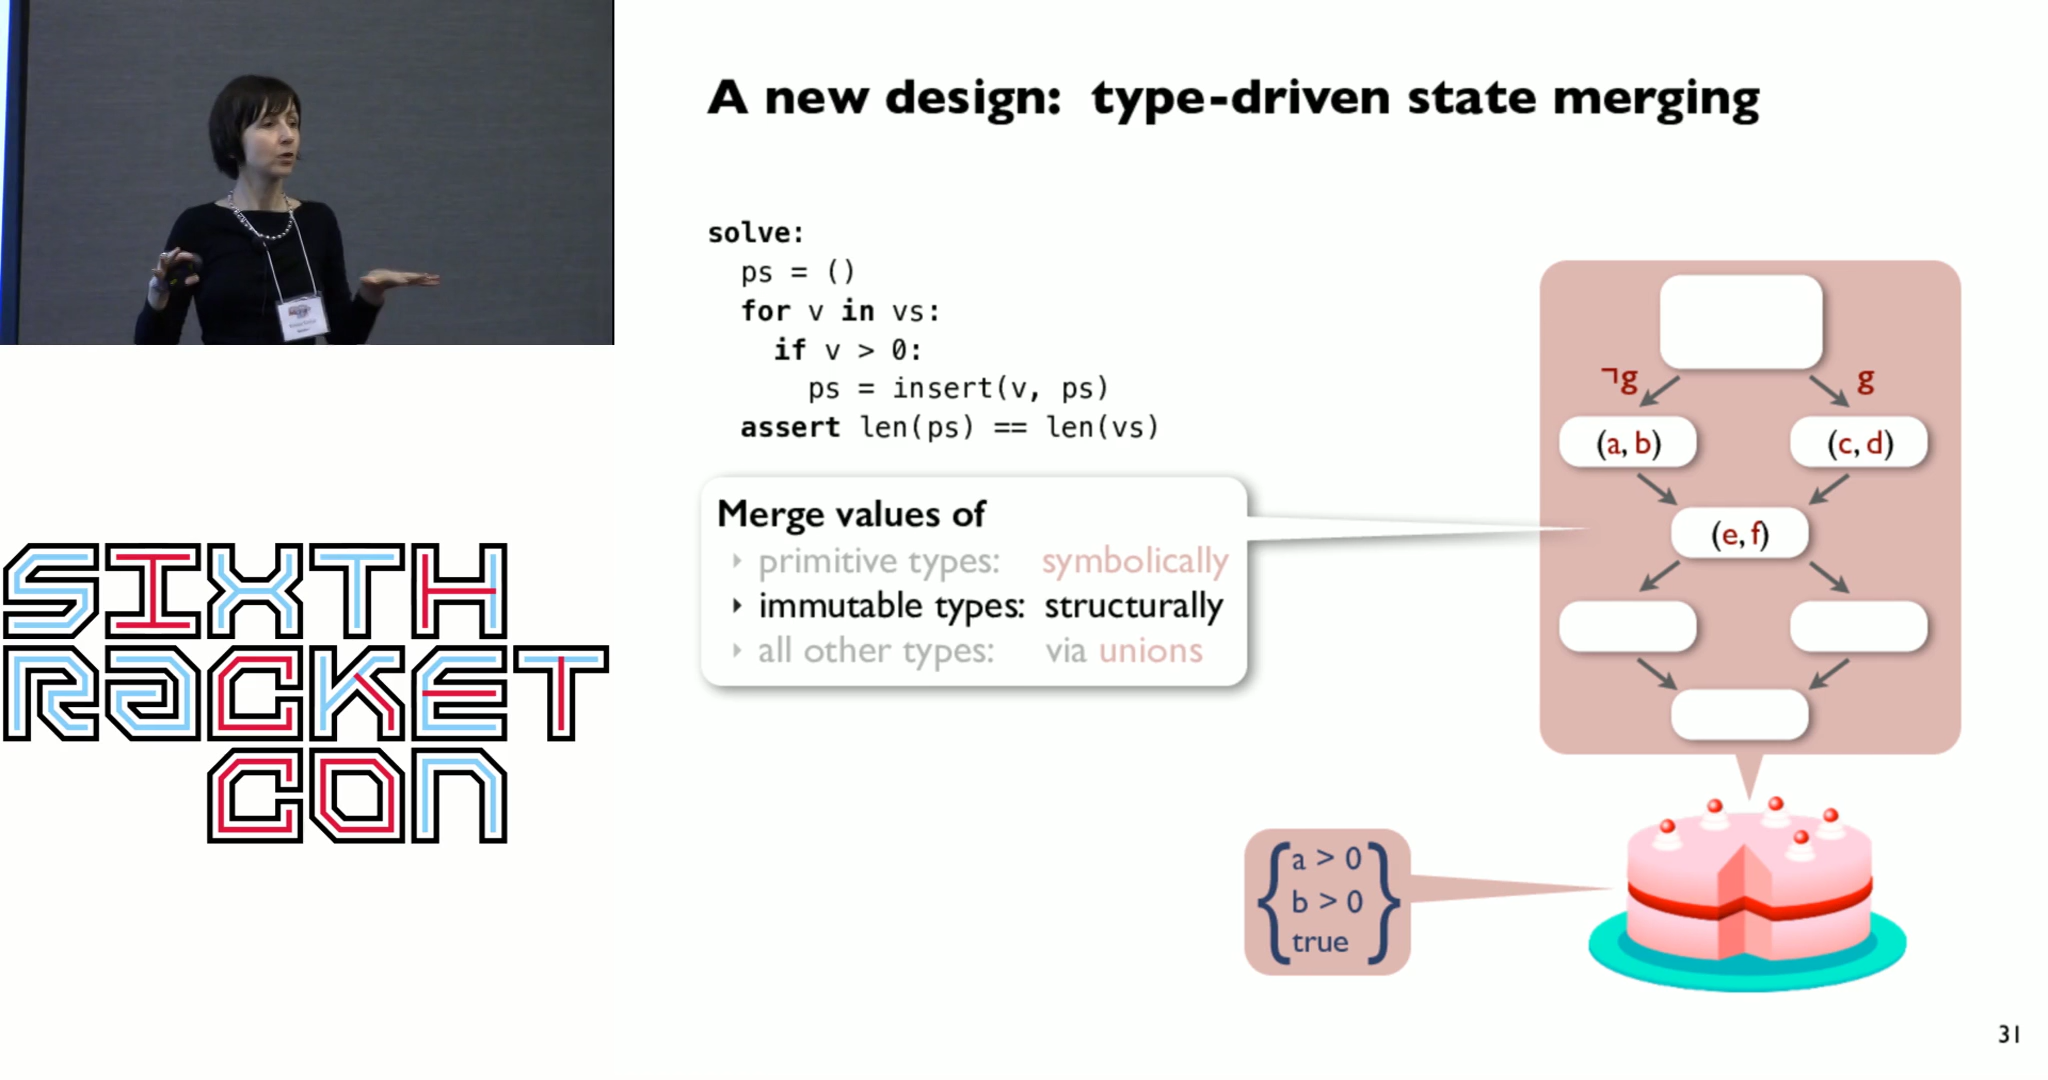 A new design: type-driven state merging
solve:
ps = ()
for v in vs:
if v > 0:
ps = insert(v, ps)
assert len(ps) == len(vs)
Merge values of
‣ primitive types: symbolically
‣ immutable types: structurally
‣ all other types: via unions
¬g
g
(a, b)
(c, d)
(e, f)
{a > 0
b > 0
true}
SIXTH
RACKET
CON
31